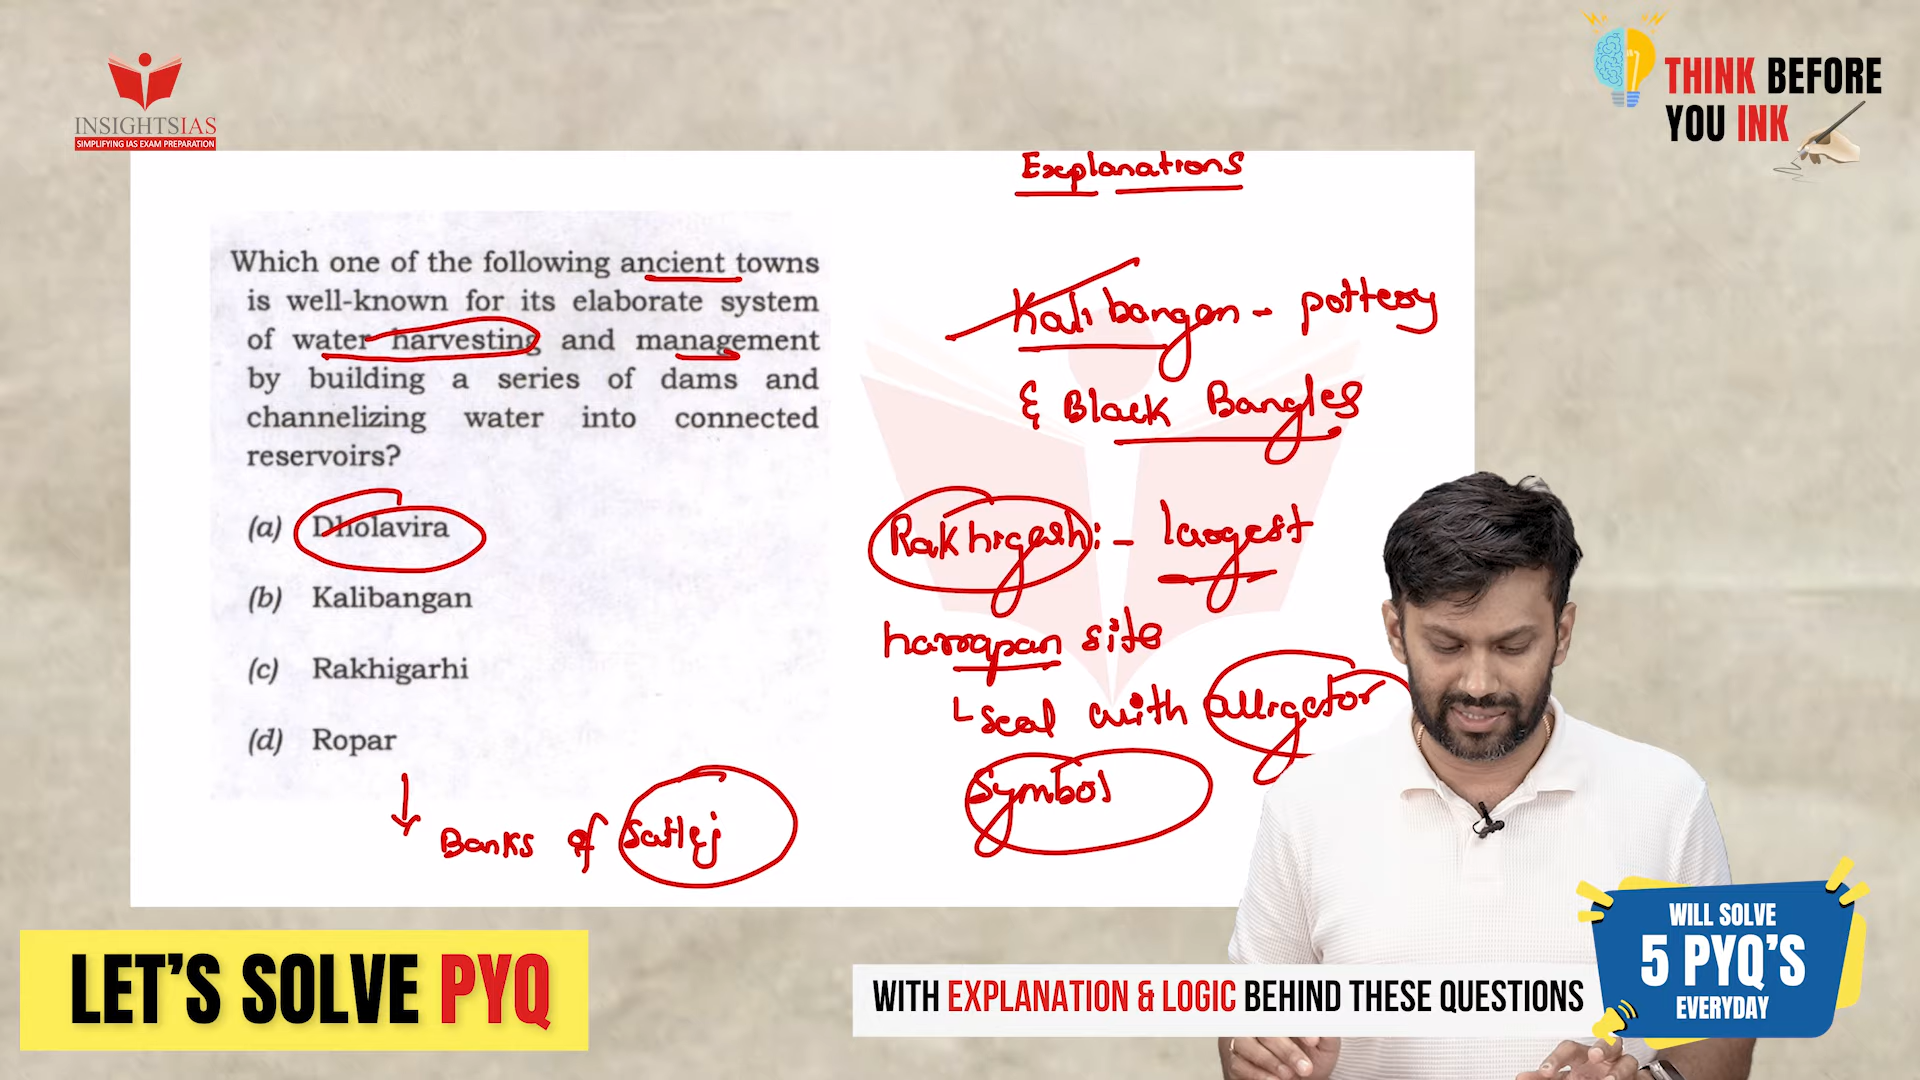 INSIGHTSIAS
SIMPLIFYING IAS EXAM PREPARATION
THINK BEFORE
YOU INK
Explanations
Which one of the following ancient towns
is well-known for its elaborate system
of water harvesting and management
by building a series of dams and
channelizing water into connected
reservoirs?
(a) Dholavira
(b) Kalibangan
(c) Rakhigarhi
(d) Ropar
Banks of Satlej
Kalibangan - pottery
& Black Bangles
Rakhigarhi - largest
harrapan site
seal with alligator
Symbol
LET'S SOLVE PYQ
WITH EXPLANATION & LOGIC BEHIND THESE QUESTIONS
WILL SOLVE
5 PYQ'S
EVERYDAY